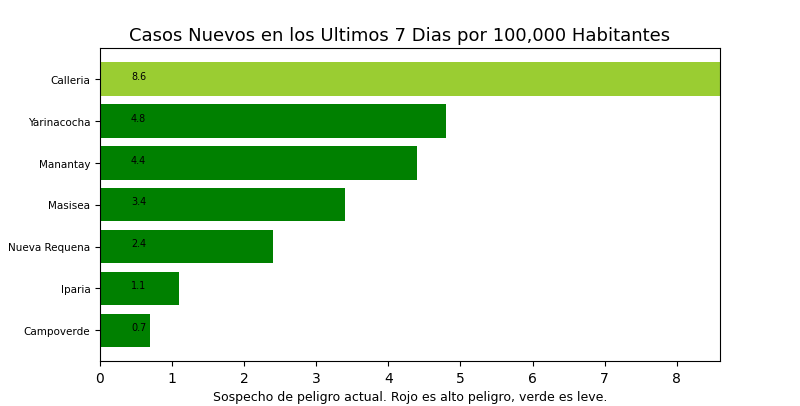 Casos Nuevos en los Ultimos 7 Dias por 100,000 Habitantes
Calleria 8.6
Yarinacocha 4.8
Manantay 4.4
Masisea 3.4
Nueva Requena 2.4
Iparia 1.1
Campoverde 0.7
0 1 2 3 4 5 6 7 8
Sospecho de peligro actual. Rojo es alto peligro, verde es leve.